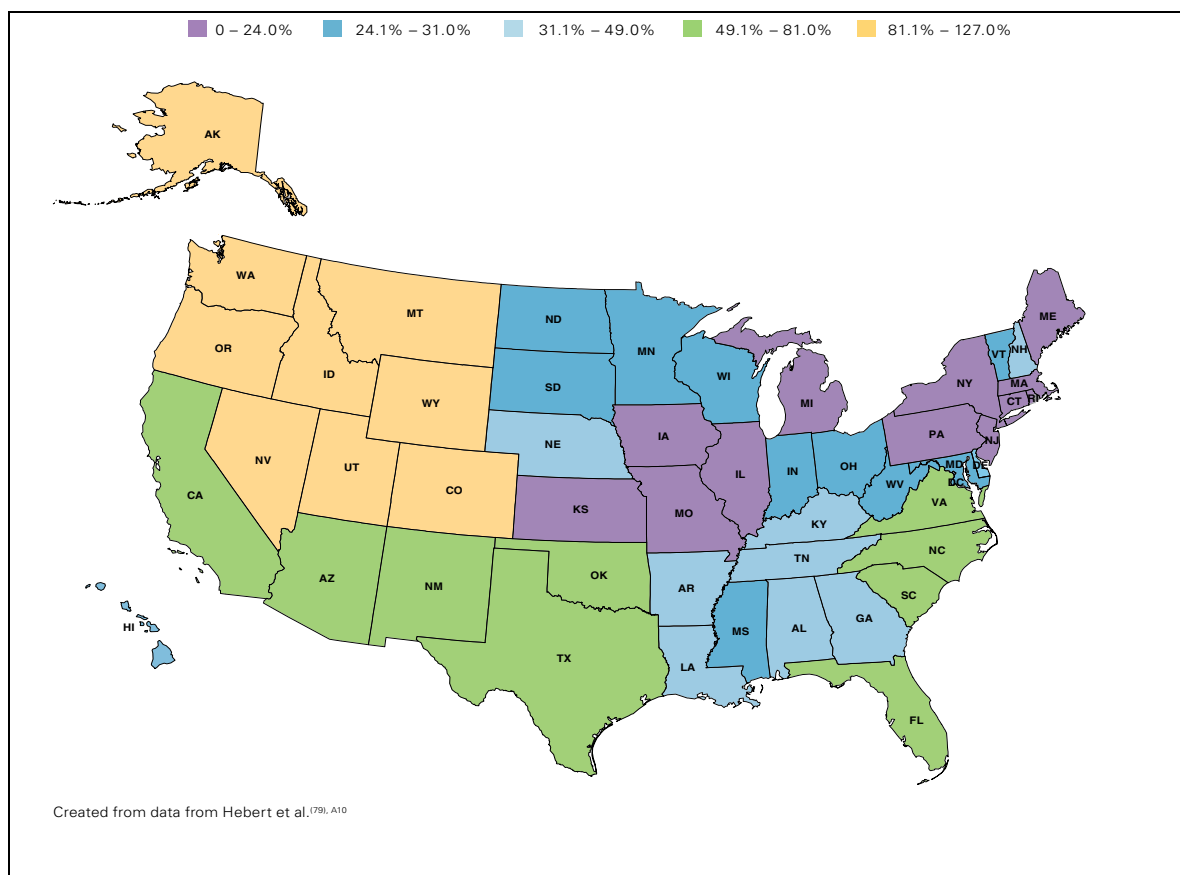 0 – 24.0% 24.1% – 31.0% 31.1% – 49.0% 49.1% – 81.0% 81.1% – 127.0%
AK
WA
MT
ND
MN
ME
OR
ID
SD
WI
VT
NH
WY
MI
NY
MA
CT
RI
NE
IA
PA
NJ
NV
UT
CO
IL
IN
OH
MD
DE
CA
KS
MO
WV
DC
VA
KY
NC
AZ
NM
OK
AR
TN
SC
HI
TX
LA
MS
AL
GA
FL
Created from data from Hebert et al.(79), A10